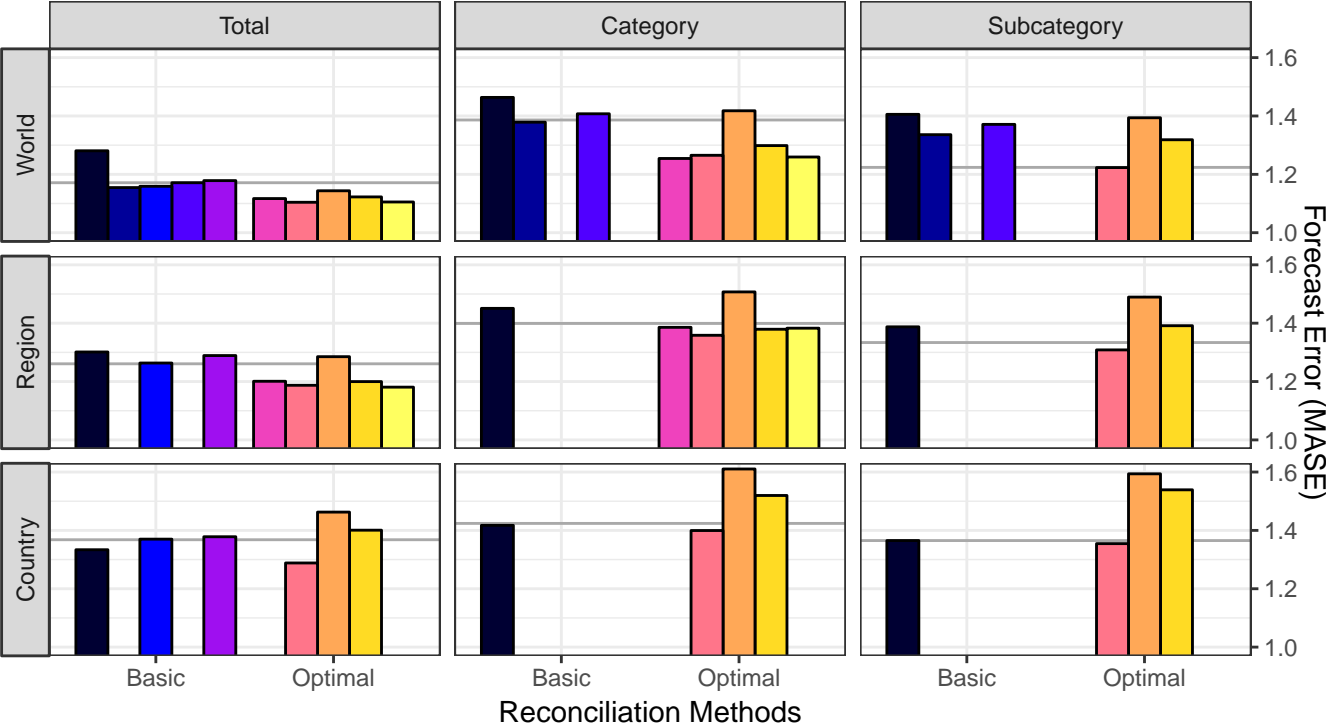 Total
Category
Subcategory
World
1.6
1.4
1.2
1.0
Region
1.6
1.4
1.2
1.0
Country
1.6
1.4
1.2
1.0
Forecast Error (MASE)
Basic
Optimal
Basic
Optimal
Basic
Optimal
Reconciliation Methods